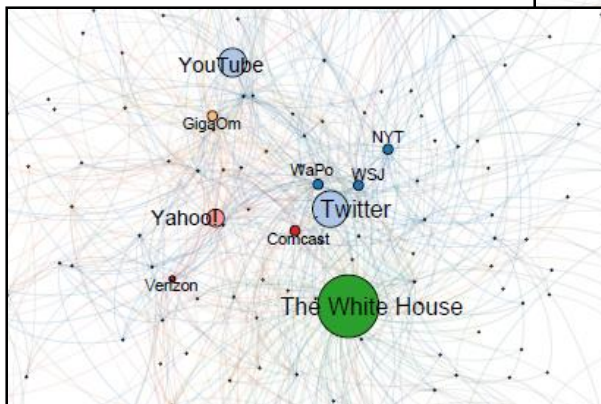 YouTube
GigaOm
NYT
WaPo
WSJ
Yahoo!
Twitter
Comcast
Verizon
The White House